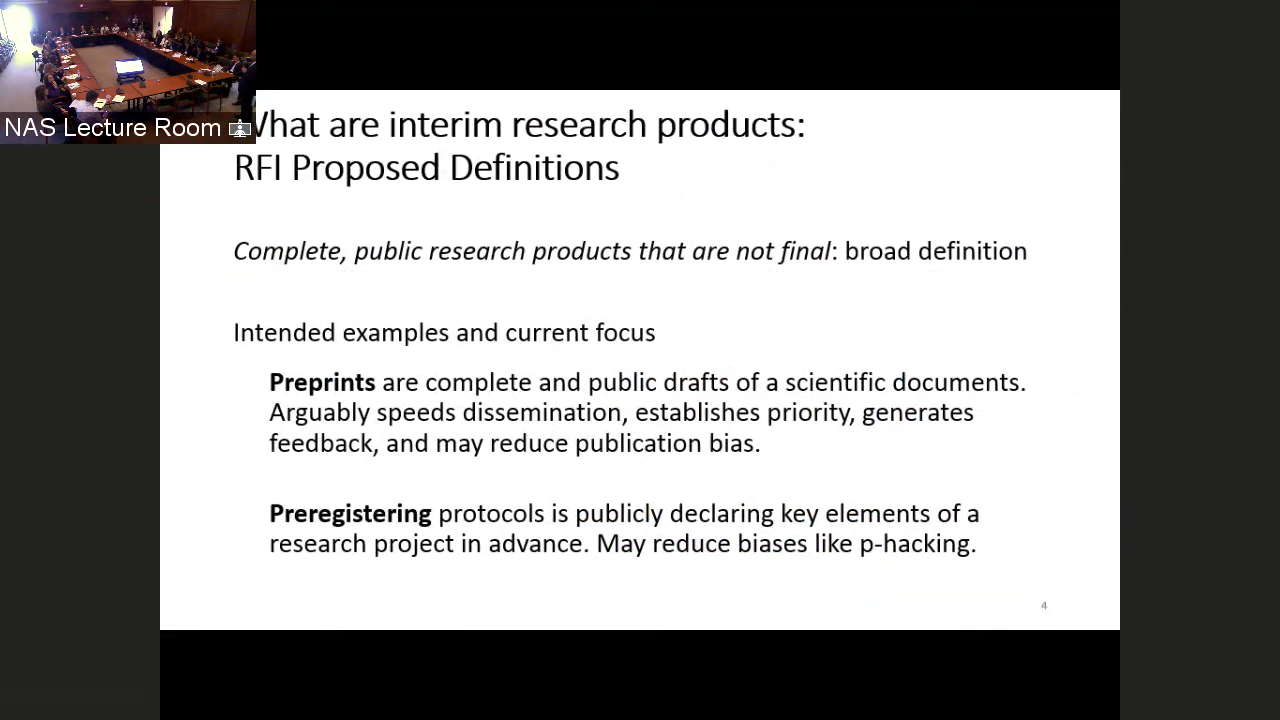 NAS Lecture Room
What are interim research products:
RFI Proposed Definitions
Complete, public research products that are not final: broad definition
Intended examples and current focus
Preprints are complete and public drafts of a scientific documents.
Arguably speeds dissemination, establishes priority, generates
feedback, and may reduce publication bias.
Preregistering protocols is publicly declaring key elements of a
research project in advance. May reduce biases like p-hacking.
4